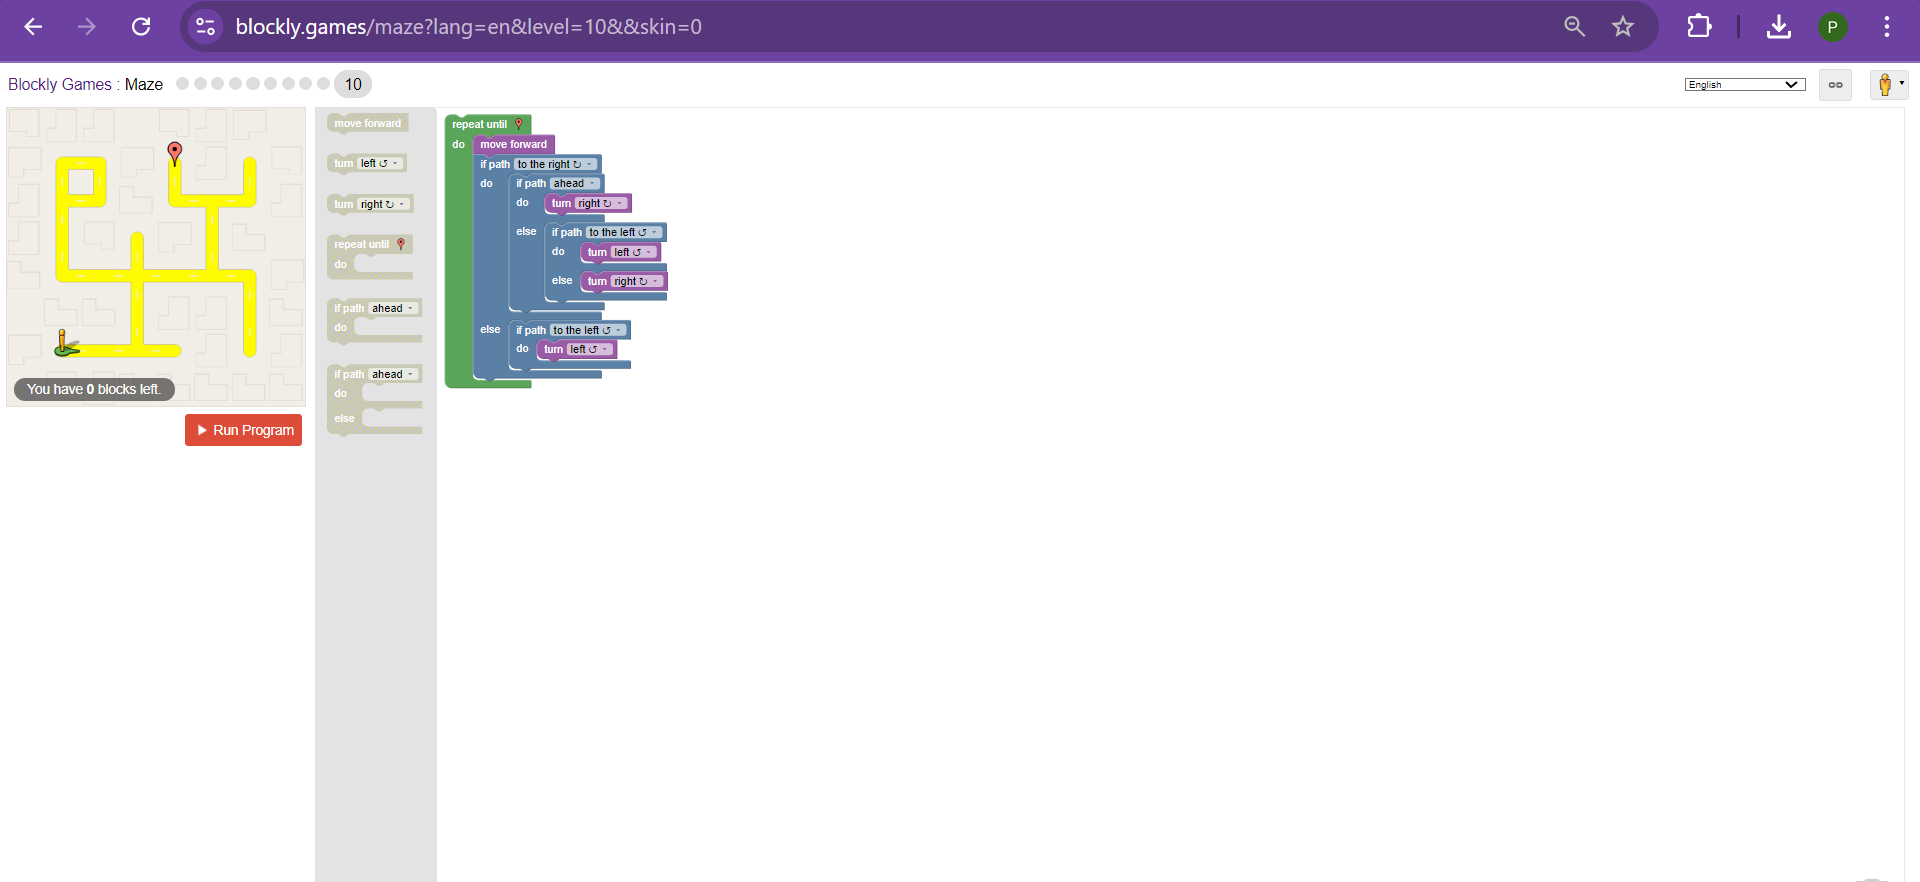 blockly.games/maze?lang=en&level=10&&skin=0
P
Blockly Games : Maze
10
English
move forward
turn left ↺
turn right ↻
repeat until
do
if path ahead
do
if path ahead
do
else
repeat until
do move forward
if path to the right ↻
do if path ahead
do turn right ↻
else if path to the left ↺
do turn left ↺
else turn right ↻
else if path to the left ↺
do turn left ↺
You have 0 blocks left.
Run Program